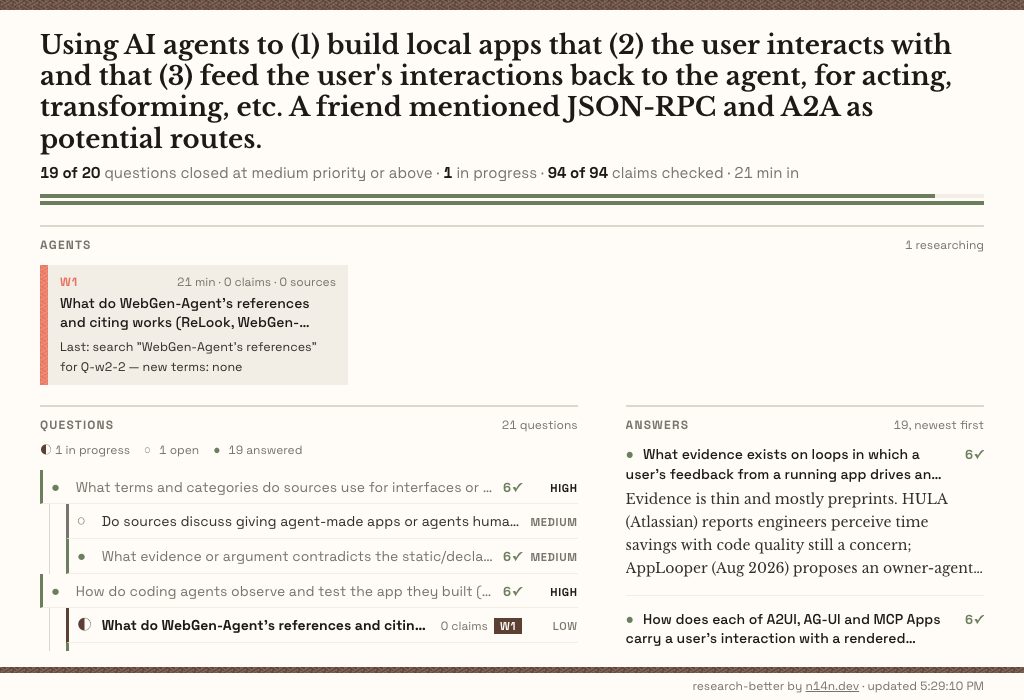 Using AI agents to (1) build local apps that (2) the user interacts with
and that (3) feed the user's interactions back to the agent, for acting,
transforming, etc. A friend mentioned JSON-RPC and A2A as
potential routes.
19 of 20 questions closed at medium priority or above · 1 in progress · 94 of 94 claims checked · 21 min in
AGENTS
1 researching
W1
21 min · 0 claims · 0 sources
What do WebGen-Agent's references
and citing works (ReLook, WebGen-…
Last: search "WebGen-Agent's references"
for Q-w2-2 — new terms: none
QUESTIONS
21 questions
1 in progress
1 open
19 answered
What terms and categories do sources use for interfaces or … 6✓ HIGH
Do sources discuss giving agent-made apps or agents huma… MEDIUM
What evidence or argument contradicts the static/decla… 6✓ MEDIUM
How do coding agents observe and test the app they built (… 6✓ HIGH
What do WebGen-Agent's references and citin… 0 claims W1 LOW
ANSWERS
19, newest first
What evidence exists on loops in which a 6✓
user's feedback from a running app drives an…
Evidence is thin and mostly preprints. HULA
(Atlassian) reports engineers perceive time
savings with code quality still a concern;
AppLooper (Aug 2026) proposes an owner-agent…
How does each of A2UI, AG-UI and MCP Apps 6✓
carry a user's interaction with a rendered…
research-better by n14n.dev · updated 5:29:10 PM